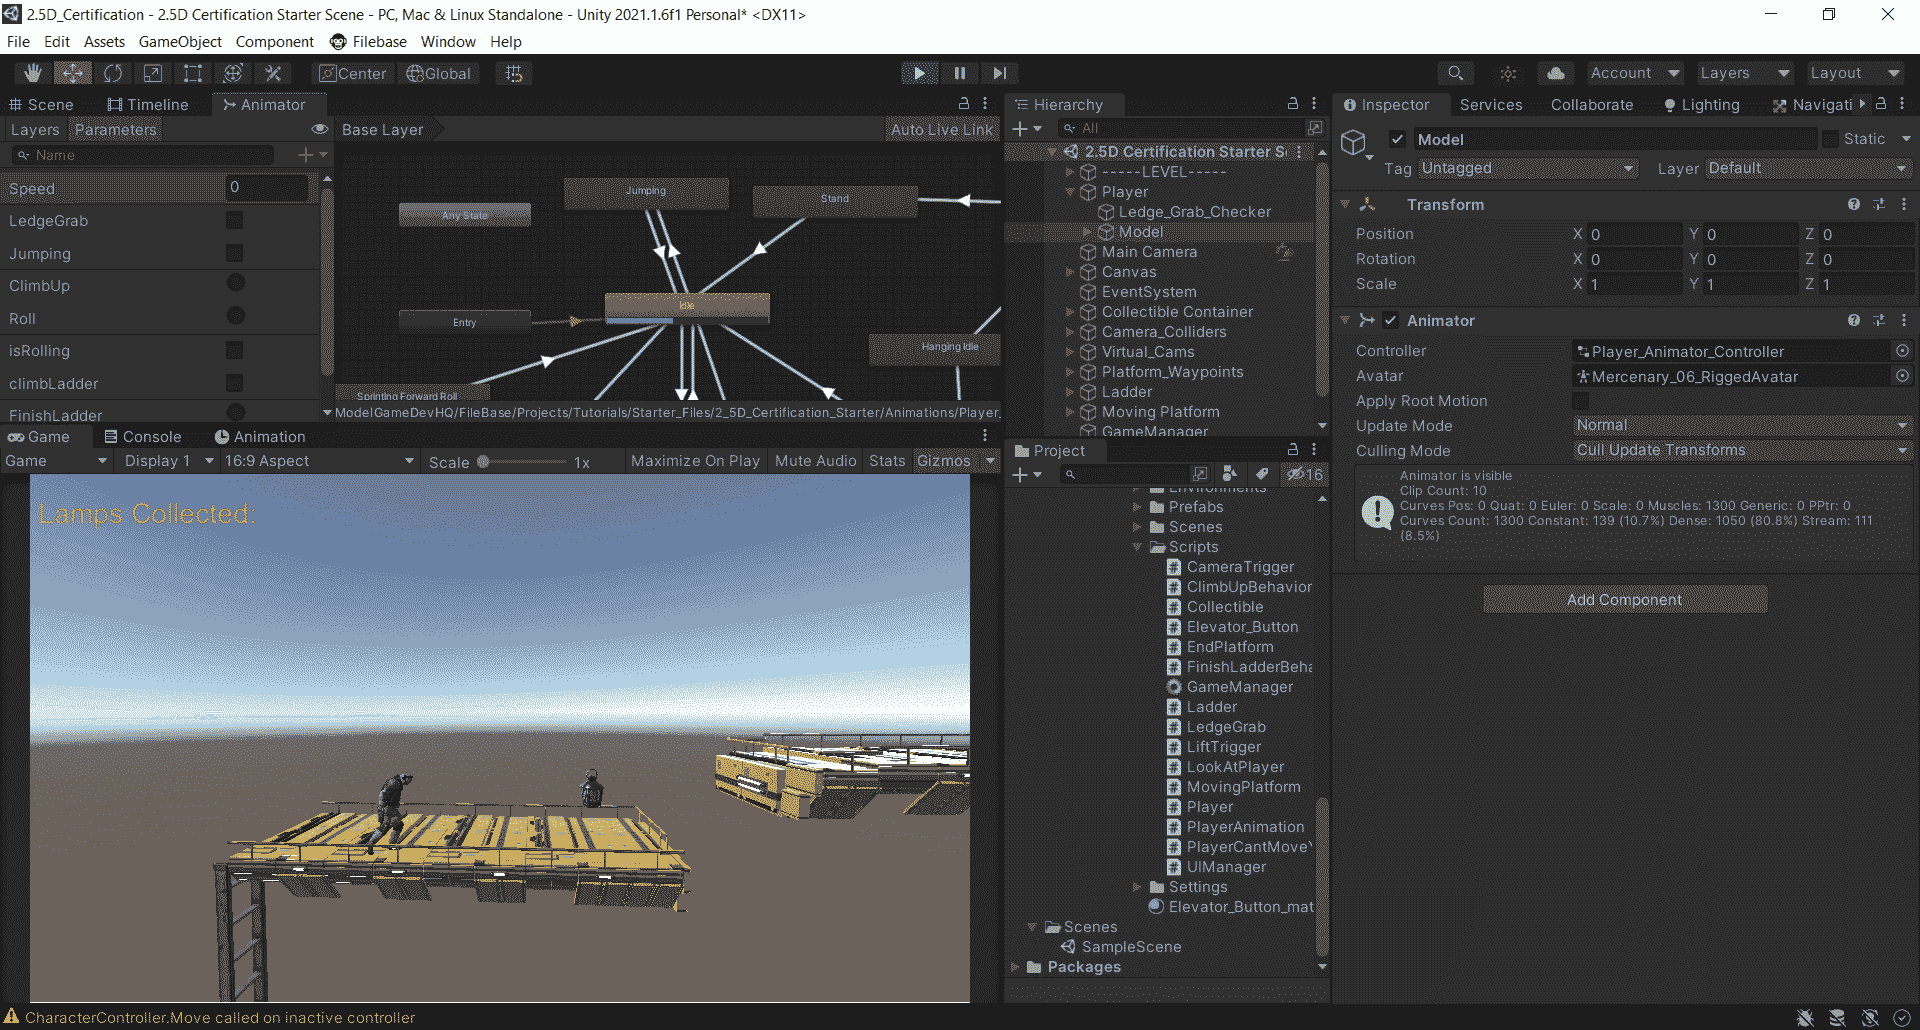 2.5D_Certification - 2.5D Certification Starter Scene - PC, Mac & Linux Standalone - Unity 2021.1.6f1 Personal* <DX11>
File Edit Assets GameObject Component Filebase Window Help
Center Global Account Layers Layout
Scene Timeline Animator
Layers Parameters Base Layer Auto Live Link
Name
Speed 0
LedgeGrab
Jumping
ClimbUp
Roll
isRolling
climbLadder
FinishLadder
Any State
Jumping
Stand
Entry
Idle
Hanging Idle
Sprinting Forward Roll
ModelGameDevHQ/FileBase/Projects/Tutorials/Starter_Files/2_5D_Certification_Starter/Animations/Player_
Game Console Animation
Game Display 1 16:9 Aspect Scale 1x Maximize On Play Mute Audio Stats Gizmos
Lamps Collected:
Hierarchy
All
2.5D Certification Starter S
-----LEVEL-----
Player
Ledge_Grab_Checker
Model
Main Camera
Canvas
EventSystem
Collectible Container
Camera_Colliders
Virtual_Cams
Platform_Waypoints
Ladder
Moving Platform
GameManager
Project
16
Environments
Prefabs
Scenes
Scripts
CameraTrigger
ClimbUpBehavior
Collectible
Elevator_Button
EndPlatform
FinishLadderBeha
GameManager
Ladder
LedgeGrab
LiftTrigger
LookAtPlayer
MovingPlatform
Player
PlayerAnimation
PlayerCantMoveY
UIManager
Settings
Elevator_Button_mat
Scenes
SampleScene
Packages
Inspector Services Collaborate Lighting Navigati
Model Static
Tag Untagged Layer Default
Transform
Position X 0 Y 0 Z 0
Rotation X 0 Y 0 Z 0
Scale X 1 Y 1 Z 1
Animator
Controller Player_Animator_Controller
Avatar Mercenary_06_RiggedAvatar
Apply Root Motion
Update Mode Normal
Culling Mode Cull Update Transforms
Animator is visible
Clip Count: 10
Curves Pos: 0 Quat: 0 Euler: 0 Scale: 0 Muscles: 1300 Generic: 0 PPtr: 0
Curves Count: 1300 Constant: 139 (10.7%) Dense: 1050 (80.8%) Stream: 111
(8.5%)
Add Component
CharacterController.Move called on inactive controller